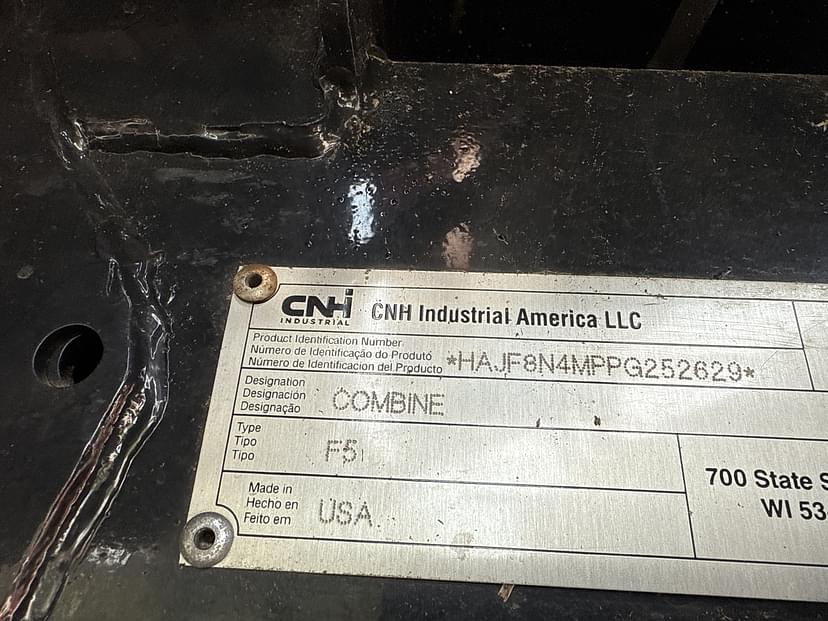 CNH
INDUSTRIAL
CNH Industrial America LLC
Product Identification Number
Número de Identificação do Produto
Número de Identificacion del Producto
*HAJF8N4MPPG252629*
Designation
Designación
Designação
COMBINE
Type
Tipo
Tipo
F5
700 State S
WI 53
Made in
Hecho en
Feito em
USA